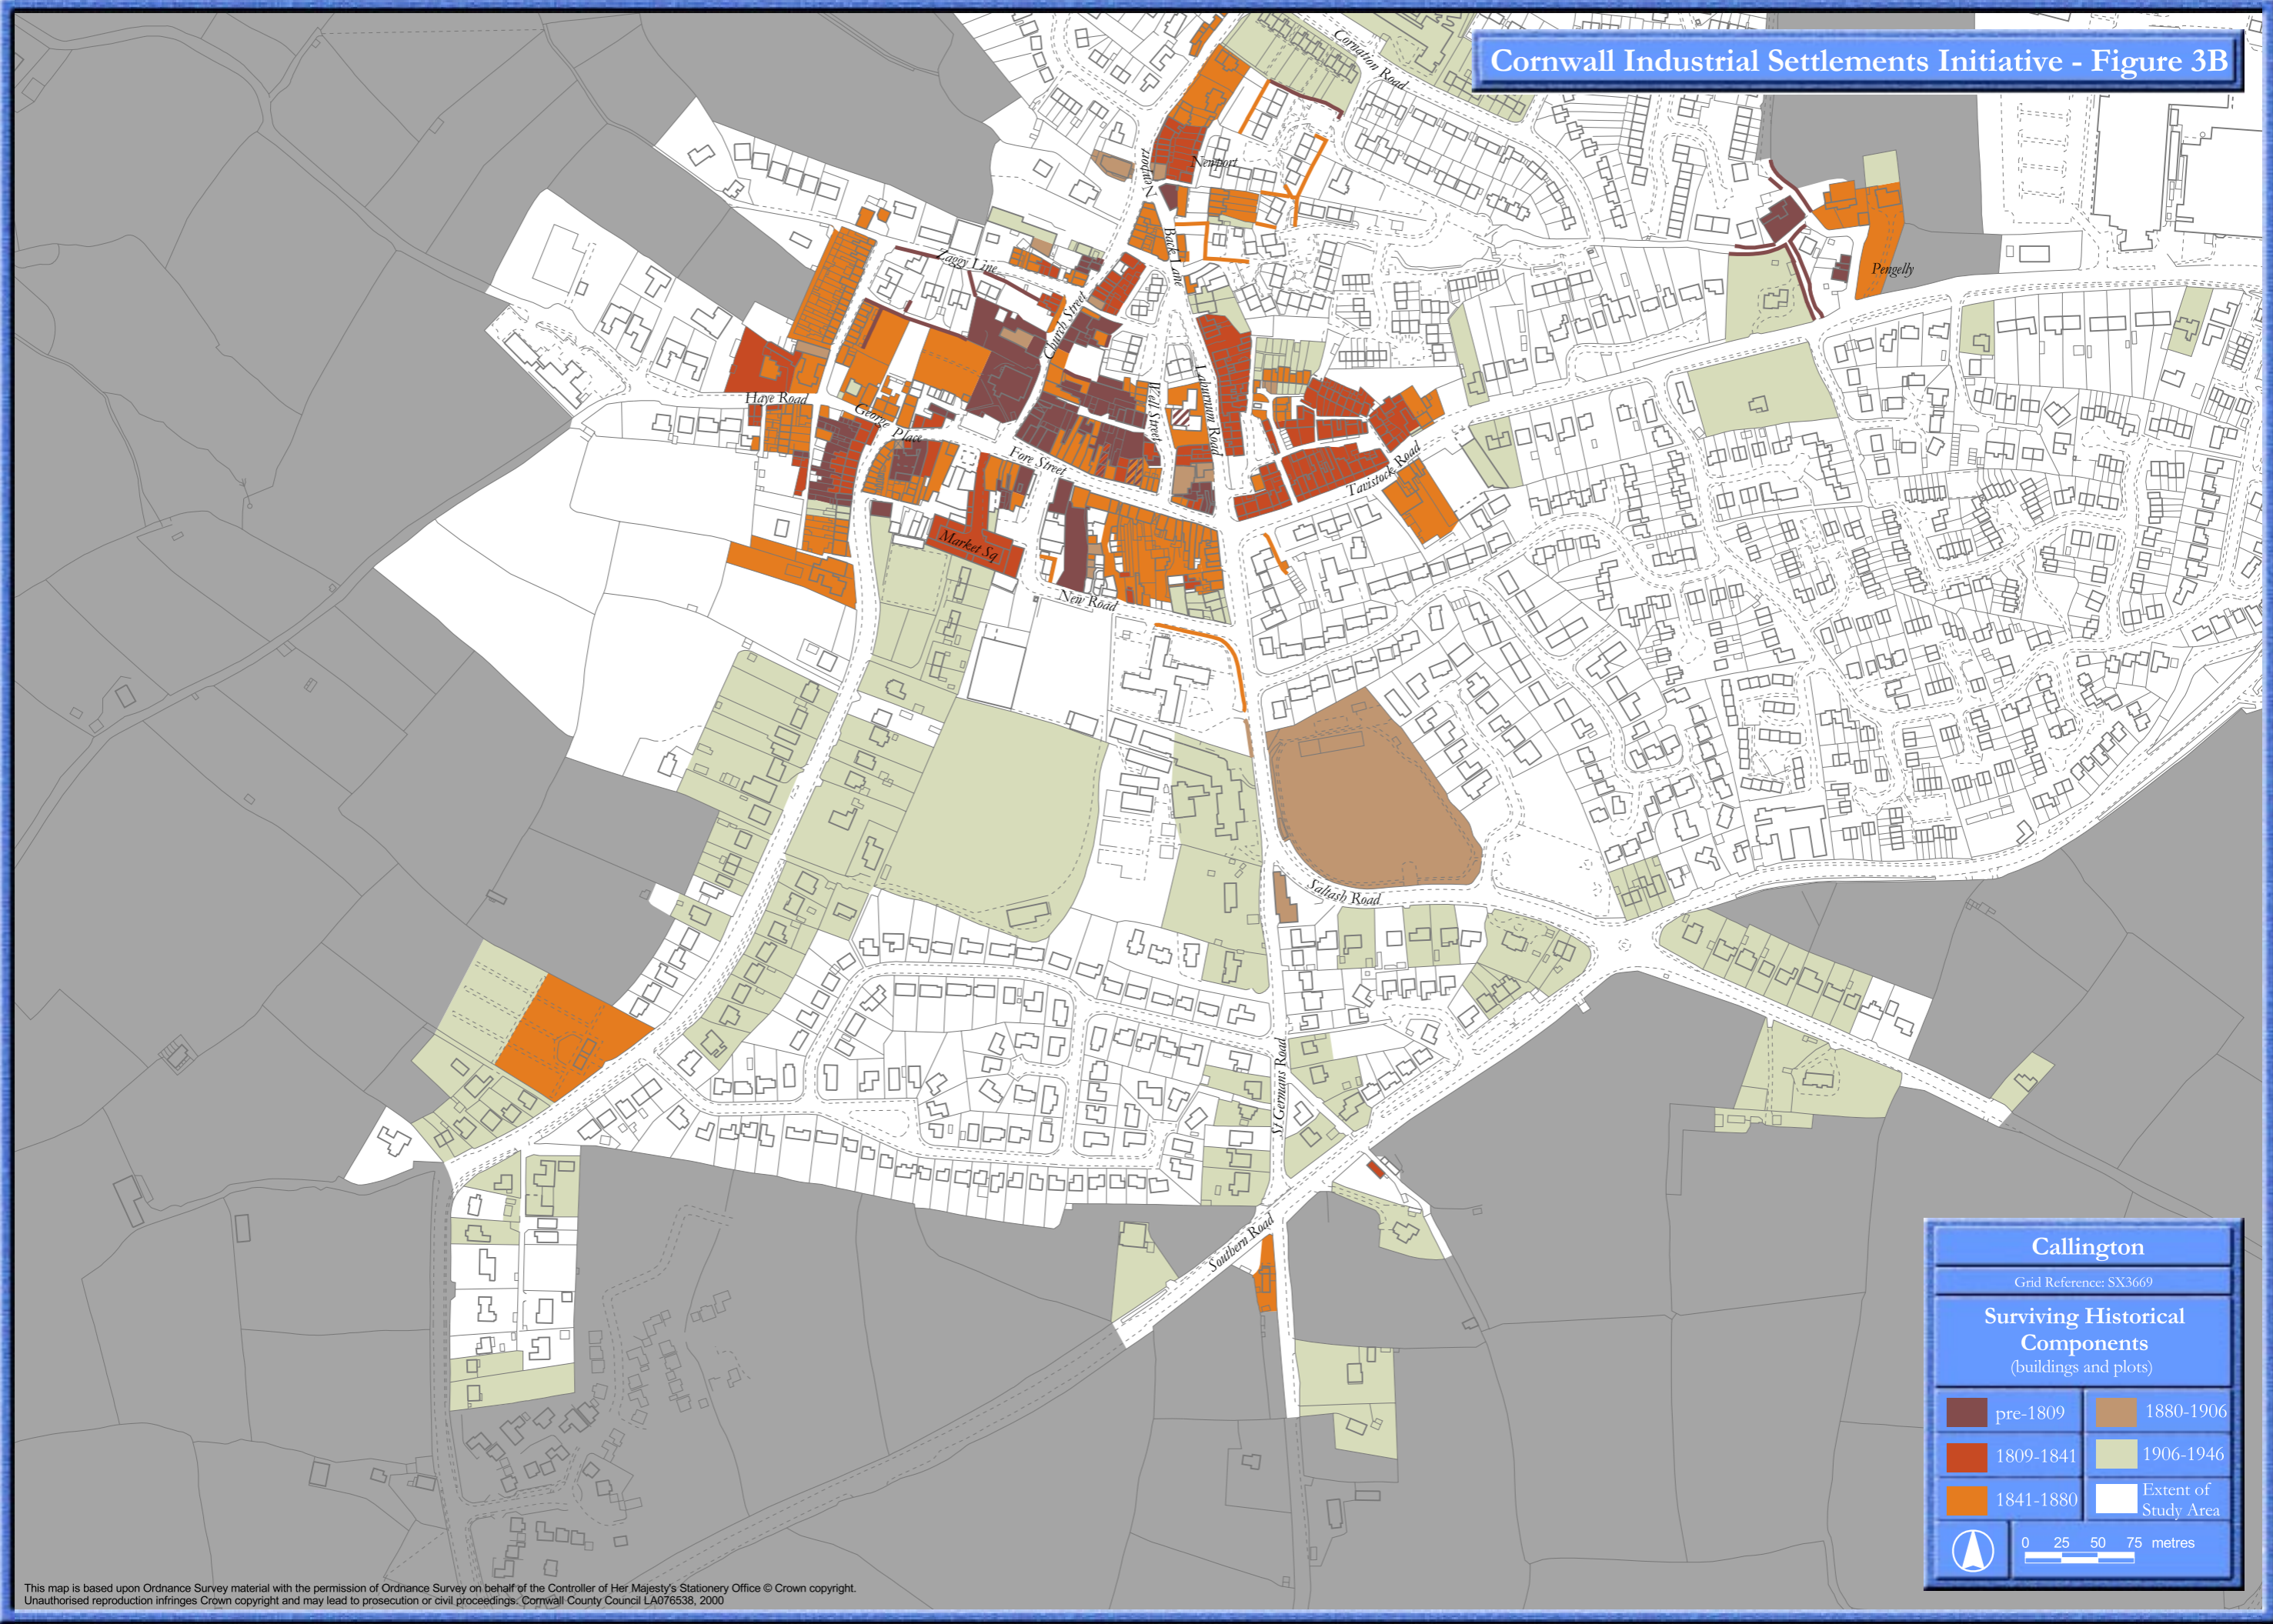 Cornwall Industrial Settlements Initiative - Figure 3B
Cornation Road
Newport
Newport
Back Lane
Zaggy Line
Church Street
Pengelly
Haye Road
George Place
Well Street
Laburnum Road
Fore Street
Tavistock Road
Market Sq
New Road
Saltash Road
St Germans Road
Southern Road
Callington
Grid Reference: SX3669
Surviving Historical
Components
(buildings and plots)
pre-1809
1880-1906
1809-1841
1906-1946
1841-1880
Extent of
Study Area
0 25 50 75 metres
This map is based upon Ordnance Survey material with the permission of Ordnance Survey on behalf of the Controller of Her Majesty's Stationery Office © Crown copyright.
Unauthorised reproduction infringes Crown copyright and may lead to prosecution or civil proceedings. Cornwall County Council LA076538, 2000